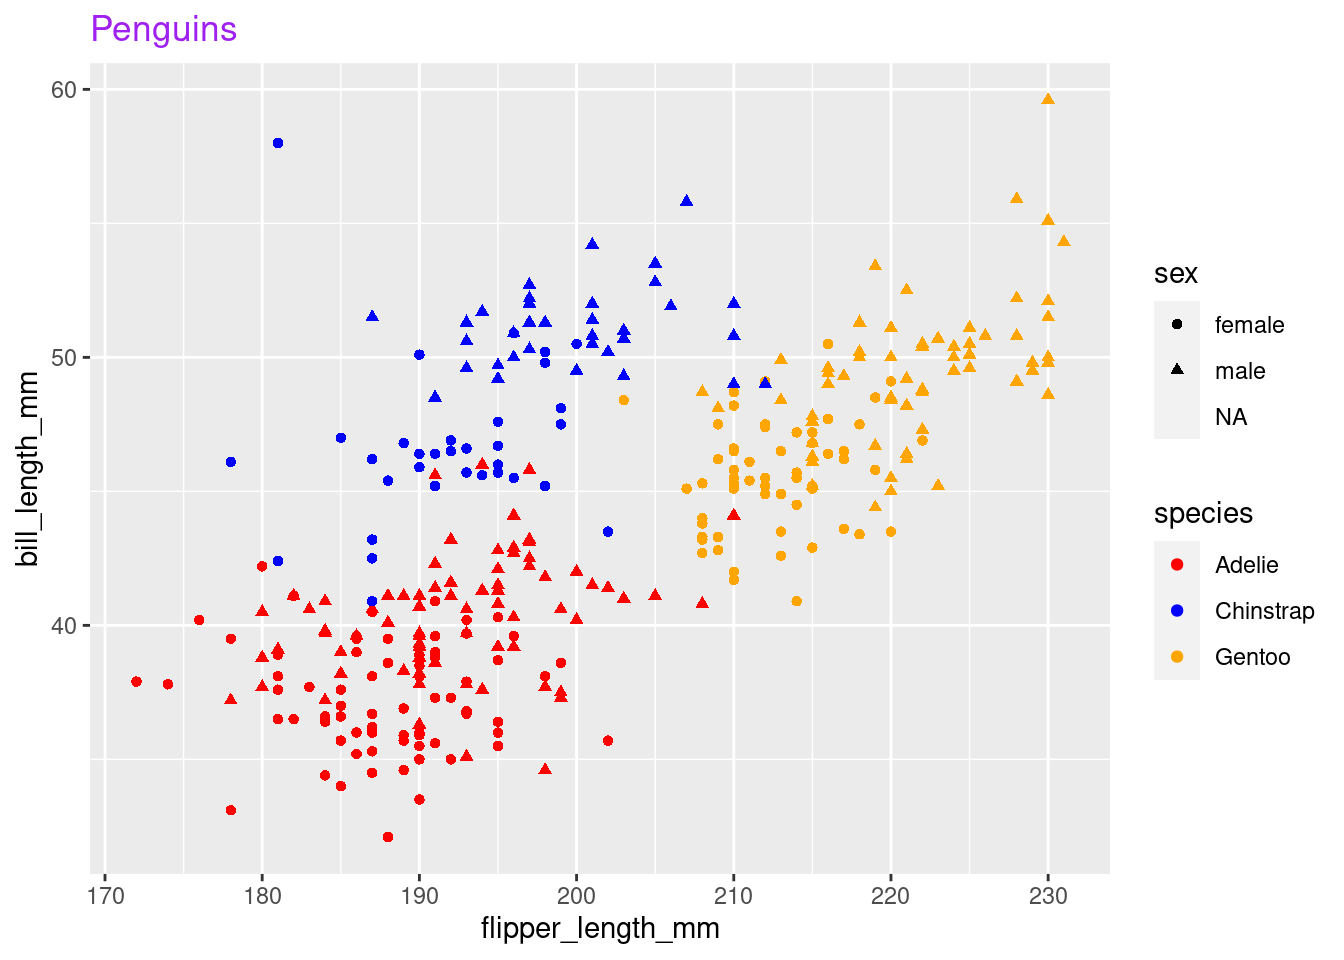 Penguins
60
50
40
bill_length_mm
170 180 190 200 210 220 230
flipper_length_mm
sex
female
male
NA
species
Adelie
Chinstrap
Gentoo